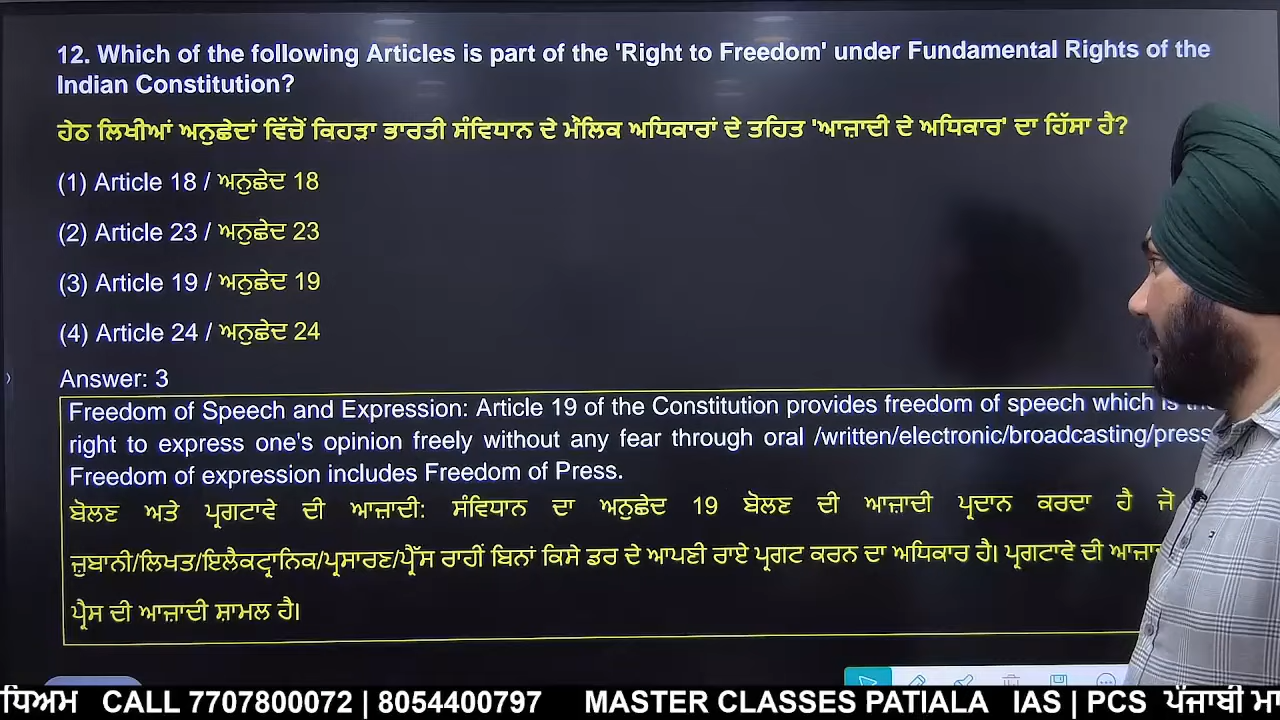 12. Which of the following Articles is part of the 'Right to Freedom' under Fundamental Rights of the
Indian Constitution?
ਹੇਠ ਲਿਖੀਆਂ ਅਨੁਛੇਦਾਂ ਵਿੱਚੋਂ ਕਿਹੜਾ ਭਾਰਤੀ ਸੰਵਿਧਾਨ ਦੇ ਮੌਲਿਕ ਅਧਿਕਾਰਾਂ ਦੇ ਤਹਿਤ 'ਆਜ਼ਾਦੀ ਦੇ ਅਧਿਕਾਰ' ਦਾ ਹਿੱਸਾ ਹੈ?
(1) Article 18 / ਅਨੁਛੇਦ 18
(2) Article 23 / ਅਨੁਛੇਦ 23
(3) Article 19 / ਅਨੁਛੇਦ 19
(4) Article 24 / ਅਨੁਛੇਦ 24
Answer: 3
Freedom of Speech and Expression: Article 19 of the Constitution provides freedom of speech which is the
right to express one's opinion freely without any fear through oral /written/electronic/broadcasting/press
Freedom of expression includes Freedom of Press.
ਬੋਲਣ ਅਤੇ ਪ੍ਰਗਟਾਵੇ ਦੀ ਆਜ਼ਾਦੀ: ਸੰਵਿਧਾਨ ਦਾ ਅਨੁਛੇਦ 19 ਬੋਲਣ ਦੀ ਆਜ਼ਾਦੀ ਪ੍ਰਦਾਨ ਕਰਦਾ ਹੈ ਜੋ
ਜ਼ੁਬਾਨੀ/ਲਿਖਤ/ਇਲੈਕਟ੍ਰਾਨਿਕ/ਪ੍ਰਸਾਰਣ/ਪ੍ਰੈੱਸ ਰਾਹੀਂ ਬਿਨਾਂ ਕਿਸੇ ਡਰ ਦੇ ਆਪਣੀ ਰਾਏ ਪ੍ਰਗਟ ਕਰਨ ਦਾ ਅਧਿਕਾਰ ਹੈ। ਪ੍ਰਗਟਾਵੇ ਦੀ
ਪ੍ਰੈਸ ਦੀ ਆਜ਼ਾਦੀ ਸ਼ਾਮਲ ਹੈ।
CALL 7707800072 | 8054400797 MASTER CLASSES PATIALA IAS | PCS ਪੰਜਾਬੀ